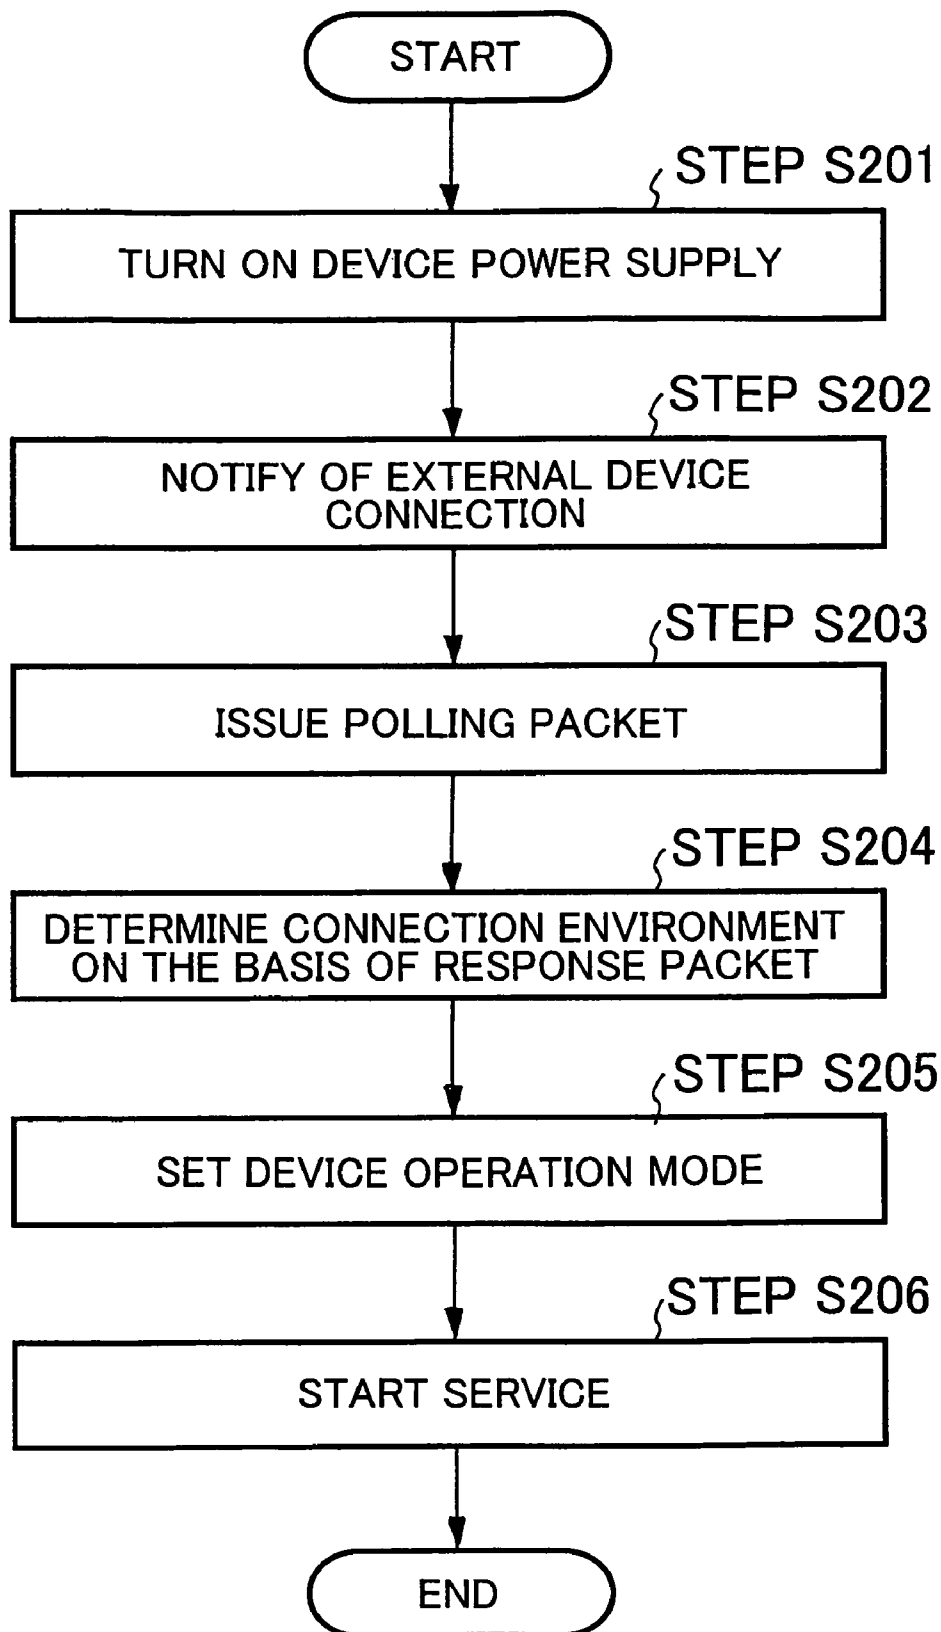 START
STEP S201
TURN ON DEVICE POWER SUPPLY
STEP S202
NOTIFY OF EXTERNAL DEVICE
CONNECTION
STEP S203
ISSUE POLLING PACKET
STEP S204
DETERMINE CONNECTION ENVIRONMENT
ON THE BASIS OF RESPONSE PACKET
STEP S205
SET DEVICE OPERATION MODE
STEP S206
START SERVICE
END